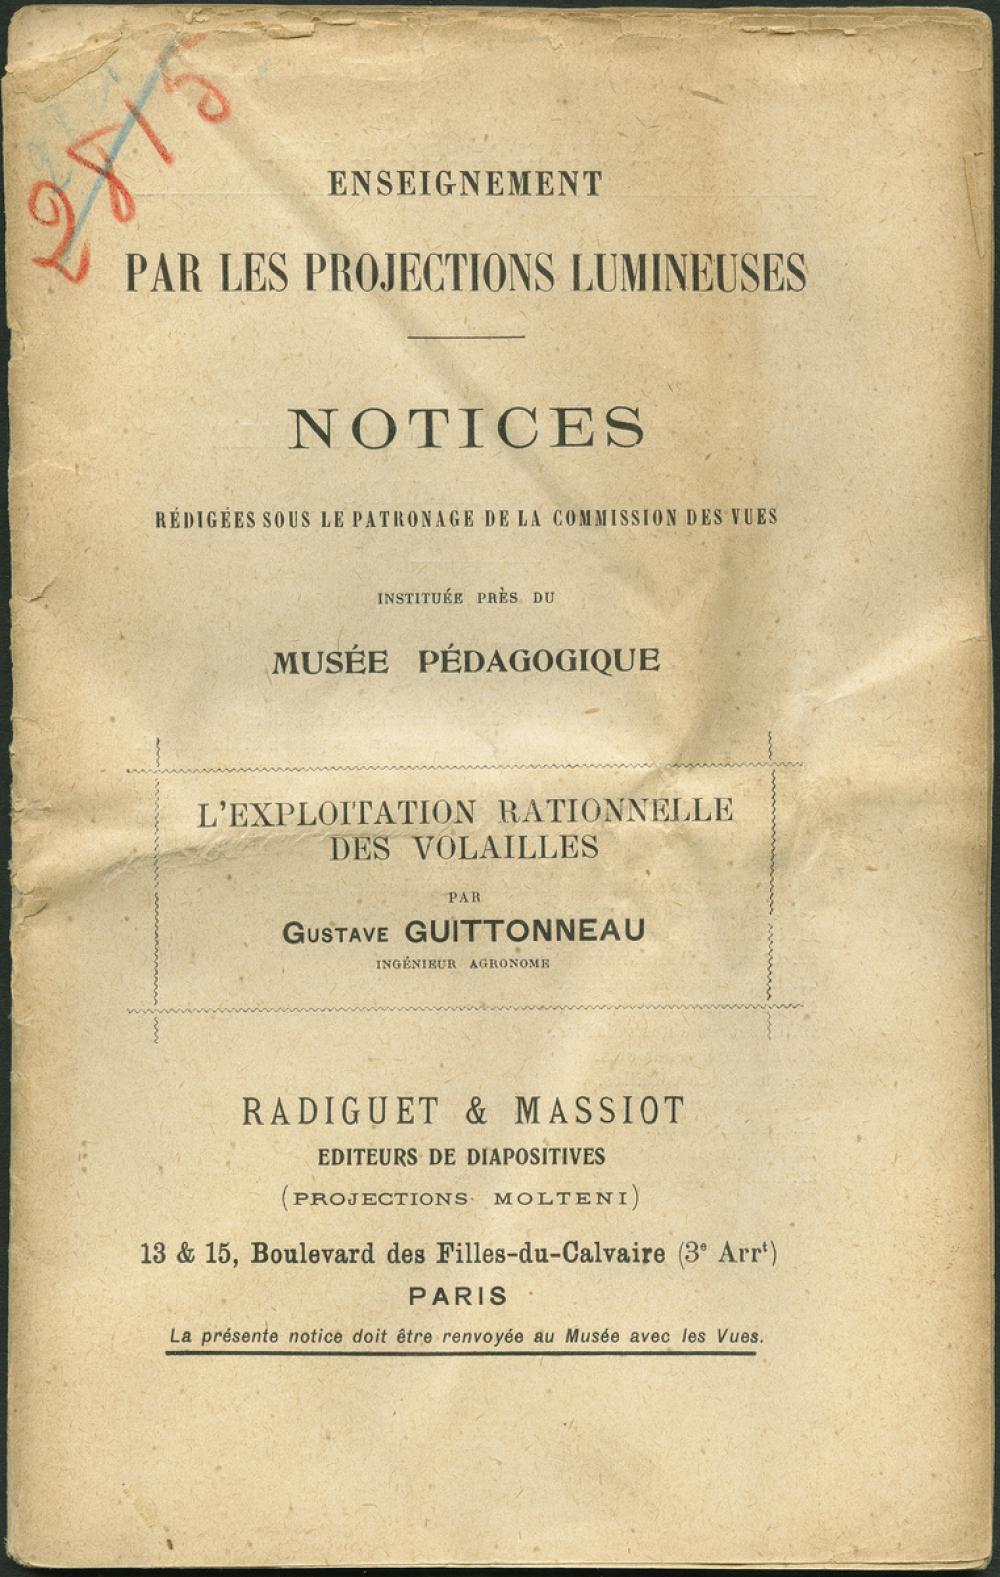 2815
ENSEIGNEMENT
PAR LES PROJECTIONS LUMINEUSES
NOTICES
RÉDIGÉES SOUS LE PATRONAGE DE LA COMMISSION DES VUES
INSTITUÉE PRÈS DU
MUSÉE PÉDAGOGIQUE
L'EXPLOITATION RATIONNELLE
DES VOLAILLES
PAR
GUSTAVE GUITTONNEAU
INGÉNIEUR AGRONOME
RADIGUET & MASSIOT
EDITEURS DE DIAPOSITIVES
(PROJECTIONS MOLTENI)
13 & 15, Boulevard des Filles-du-Calvaire (3e Arrt)
PARIS
La présente notice doit être renvoyée au Musée avec les Vues.